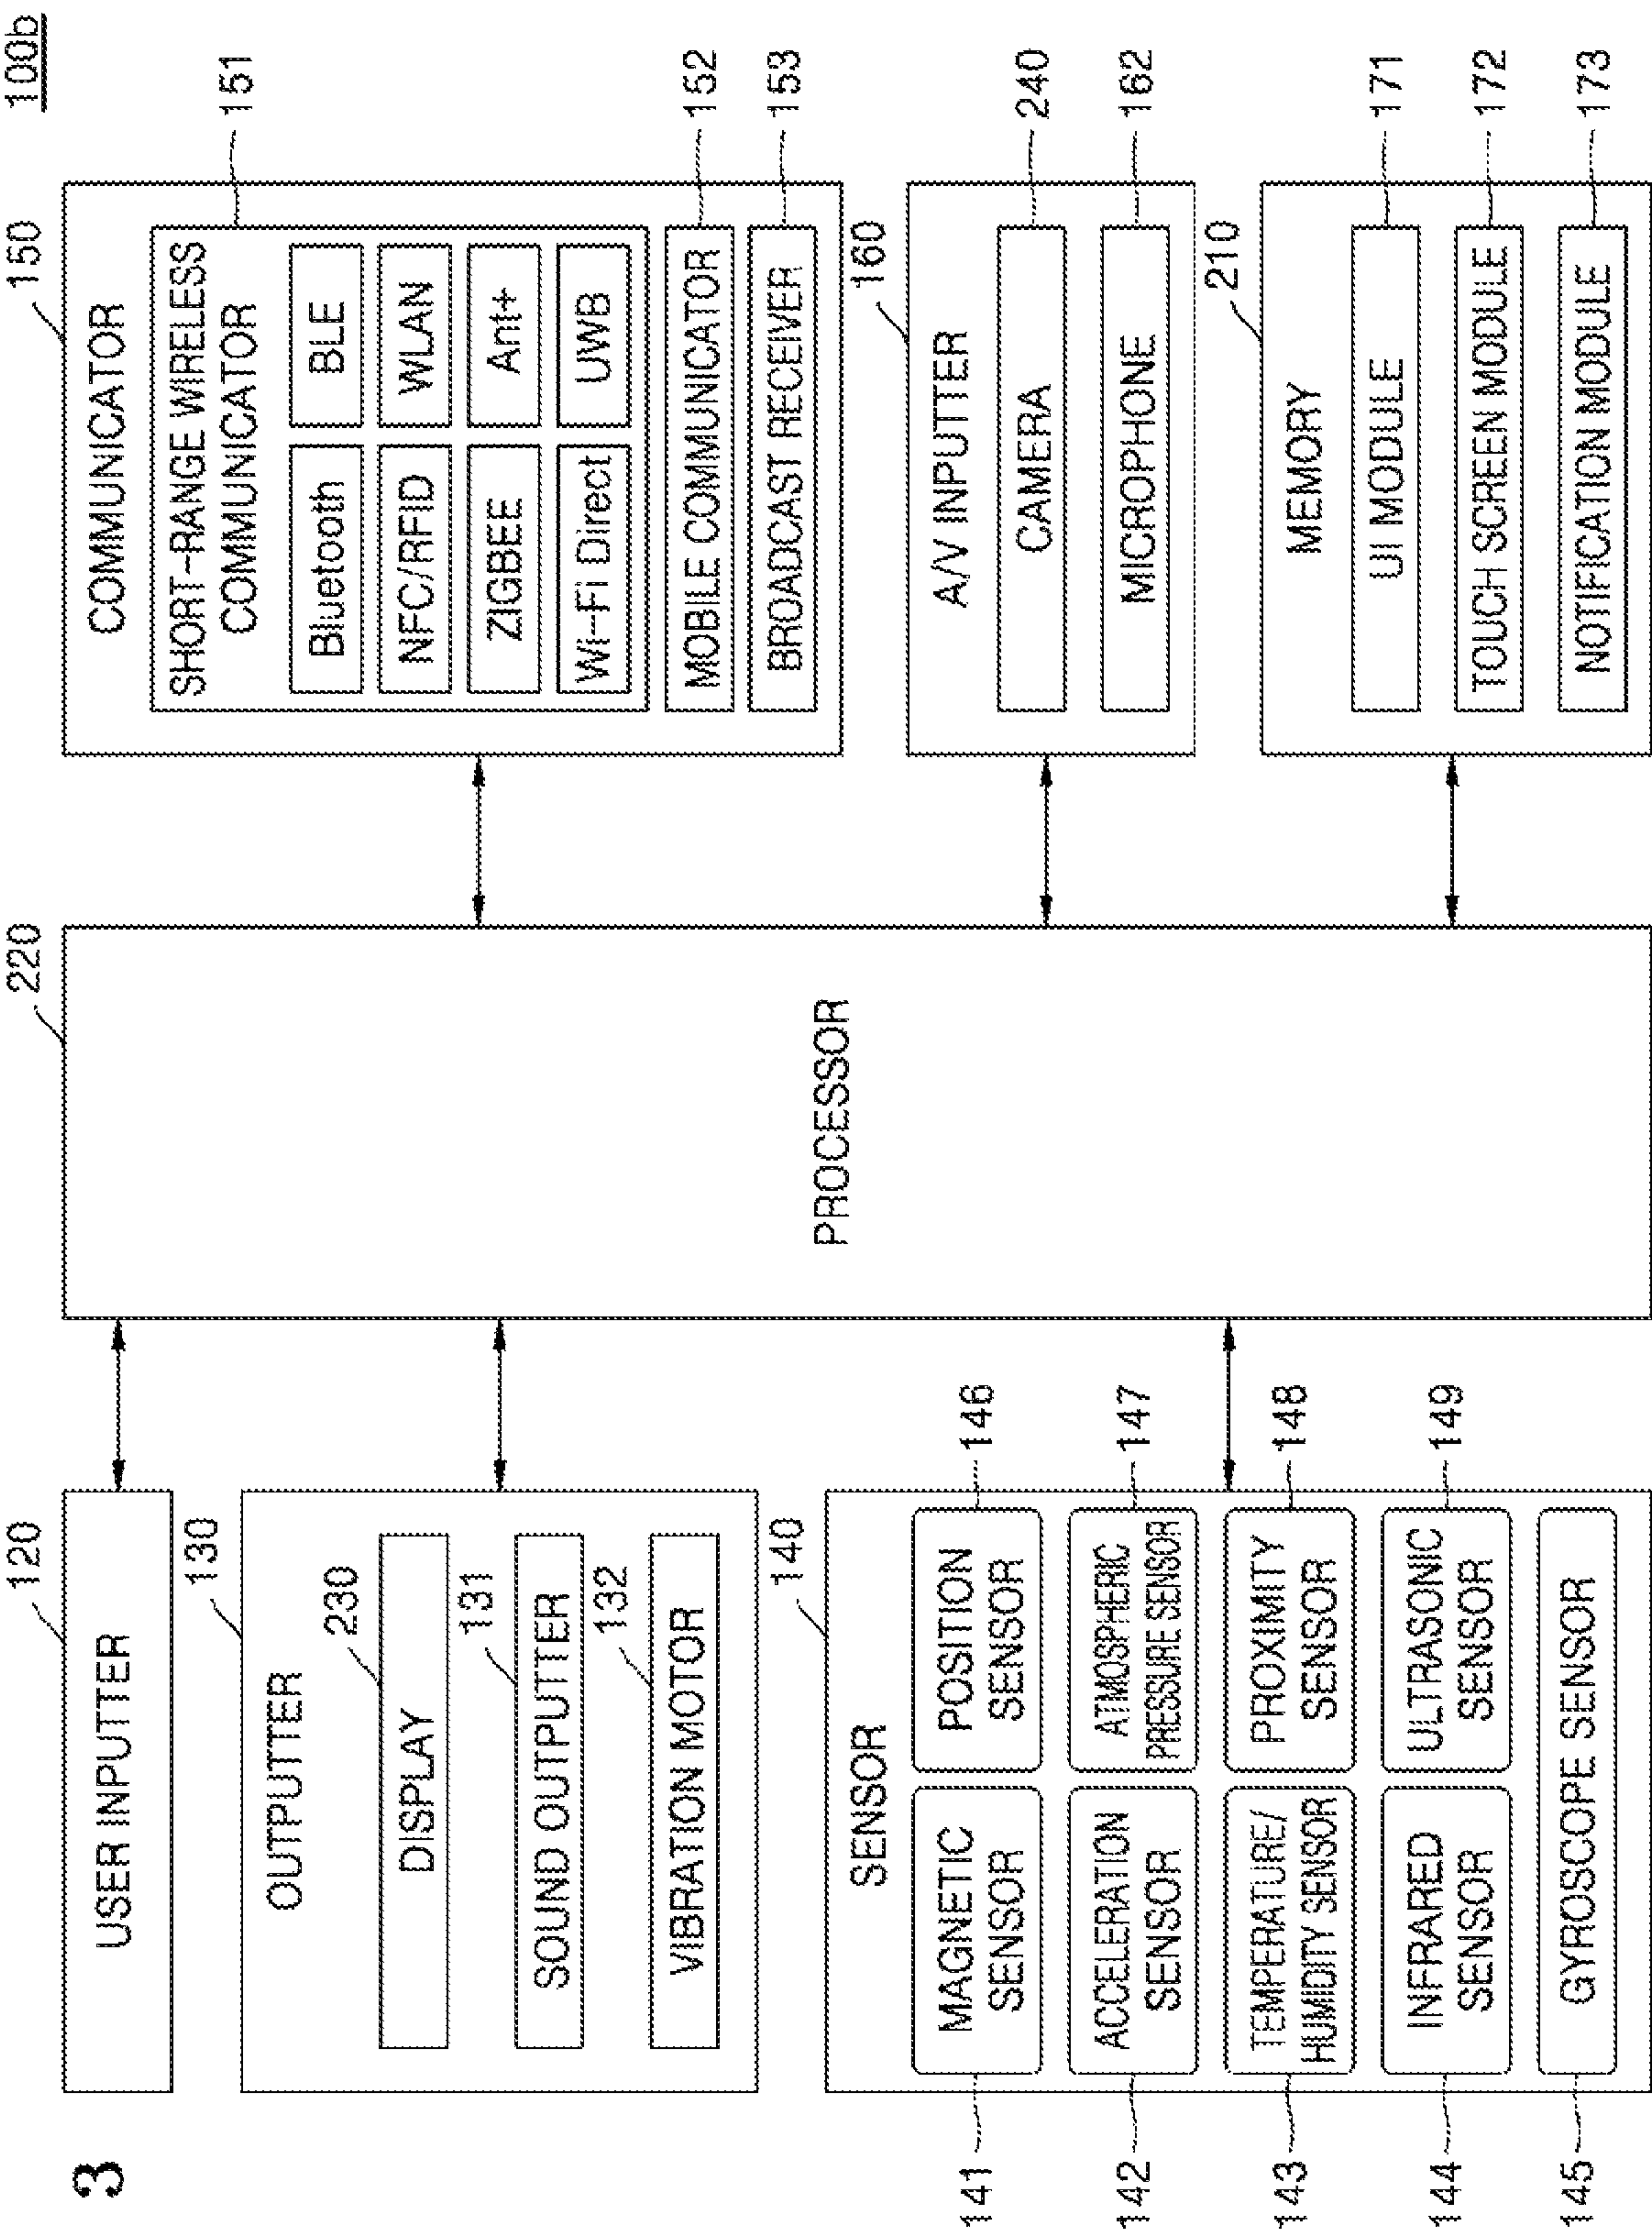 3
100b
120
USER INPUTTER
130
OUTPUTTER
230
DISPLAY
131
SOUND OUTPUTTER
132
VIBRATION MOTOR
140
SENSOR
141
MAGNETIC
SENSOR
POSITION
SENSOR
146
142
ACCELERATION
SENSOR
ATMOSPHERIC
PRESSURE SENSOR
147
143
TEMPERATURE/
HUMIDITY SENSOR
PROXIMITY
SENSOR
148
144
INFRARED
SENSOR
ULTRASONIC
SENSOR
149
145
GYROSCOPE SENSOR
220
PROCESSOR
150
COMMUNICATOR
SHORT-RANGE WIRELESS
COMMUNICATOR
151
Bluetooth
BLE
NFC/RFID
WLAN
ZIGBEE
Ant+
Wi-Fi Direct
UWB
MOBILE COMMUNICATOR
152
BROADCAST RECEIVER
153
160
A/V INPUTTER
CAMERA
240
MICROPHONE
162
210
MEMORY
UI MODULE
171
TOUCH SCREEN MODULE
172
NOTIFICATION MODULE
173